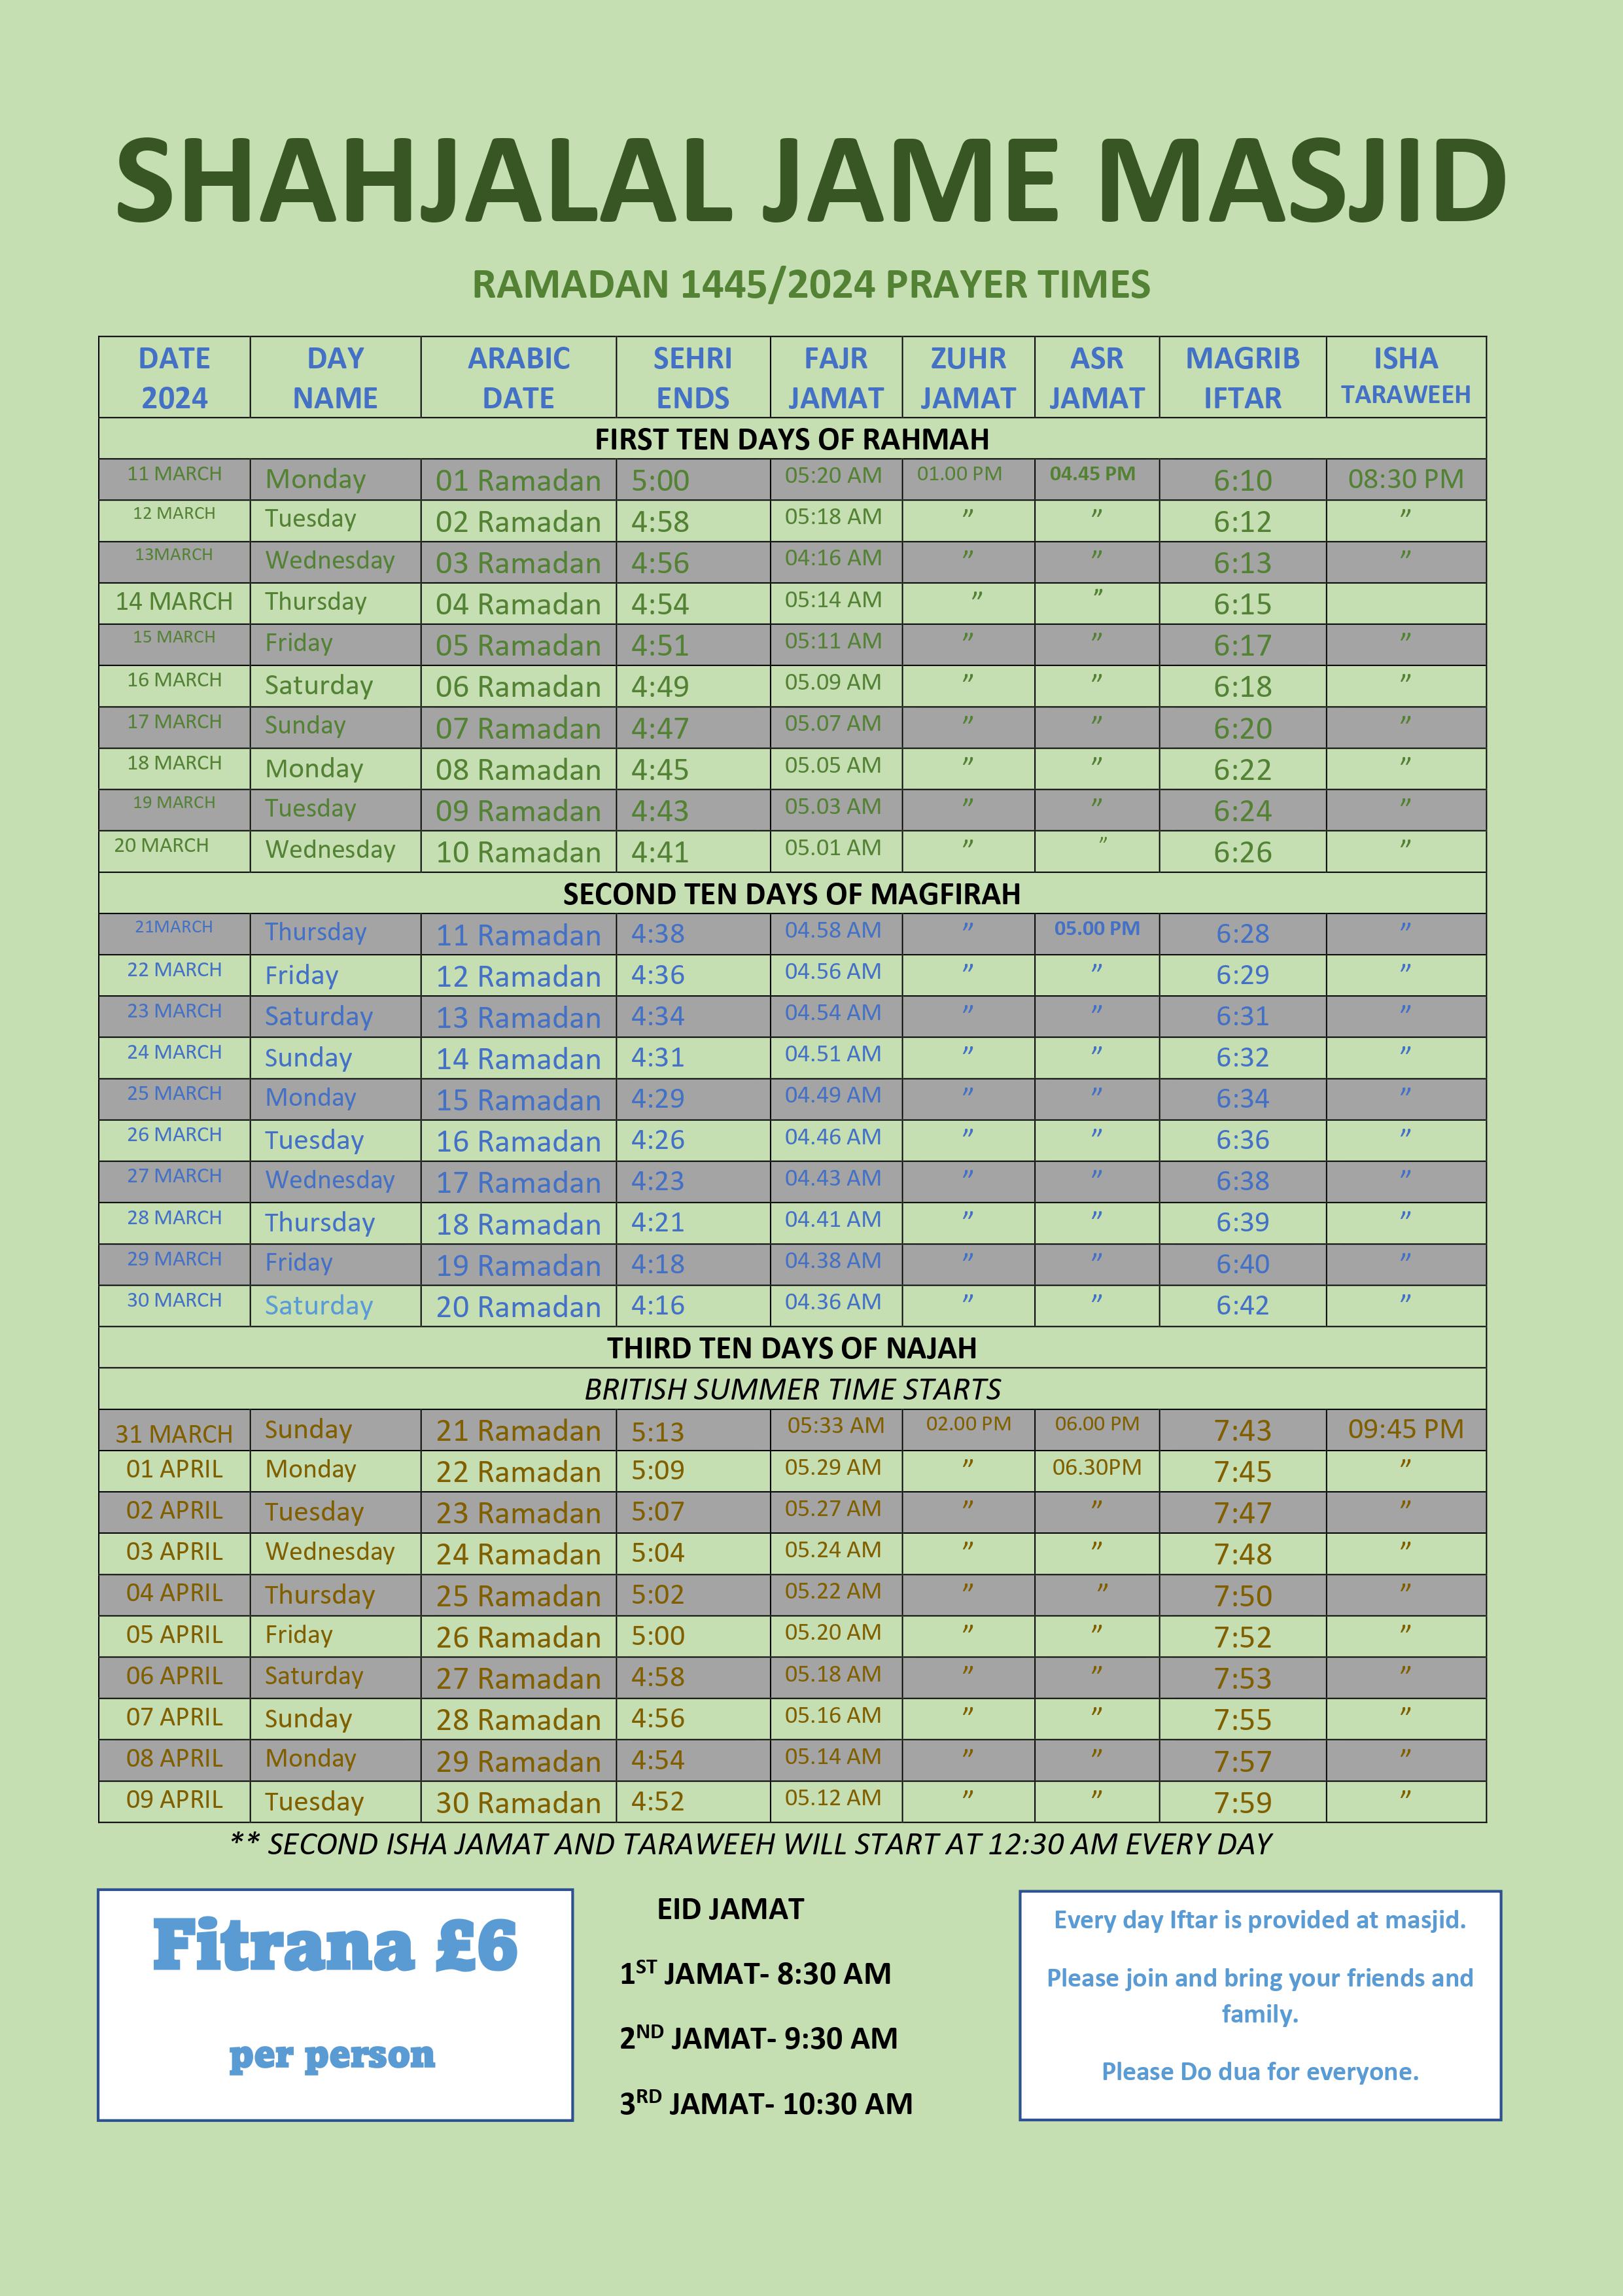 SHAHJALAL JAME MASJID
RAMADAN 1445/2024 PRAYER TIMES
DATE 2024 DAY NAME ARABIC DATE SEHRI ENDS FAJR JAMAT ZUHR JAMAT ASR JAMAT MAGRIB IFTAR ISHA TARAWEEH
FIRST TEN DAYS OF RAHMAH
11 MARCH Monday 01 Ramadan 5:00 05:20 AM 01.00 PM 04.45 PM 6:10 08:30 PM
12 MARCH Tuesday 02 Ramadan 4:58 05:18 AM ” ” 6:12 ”
13MARCH Wednesday 03 Ramadan 4:56 04:16 AM ” ” 6:13 ”
14 MARCH Thursday 04 Ramadan 4:54 05:14 AM ” ” 6:15
15 MARCH Friday 05 Ramadan 4:51 05:11 AM ” ” 6:17 ”
16 MARCH Saturday 06 Ramadan 4:49 05.09 AM ” ” 6:18 ”
17 MARCH Sunday 07 Ramadan 4:47 05.07 AM ” ” 6:20 ”
18 MARCH Monday 08 Ramadan 4:45 05.05 AM ” ” 6:22 ”
19 MARCH Tuesday 09 Ramadan 4:43 05.03 AM ” ” 6:24 ”
20 MARCH Wednesday 10 Ramadan 4:41 05.01 AM ” ” 6:26 ”
SECOND TEN DAYS OF MAGFIRAH
21MARCH Thursday 11 Ramadan 4:38 04.58 AM ” 05.00 PM 6:28 ”
22 MARCH Friday 12 Ramadan 4:36 04.56 AM ” ” 6:29 ”
23 MARCH Saturday 13 Ramadan 4:34 04.54 AM ” ” 6:31 ”
24 MARCH Sunday 14 Ramadan 4:31 04.51 AM ” ” 6:32 ”
25 MARCH Monday 15 Ramadan 4:29 04.49 AM ” ” 6:34 ”
26 MARCH Tuesday 16 Ramadan 4:26 04.46 AM ” ” 6:36 ”
27 MARCH Wednesday 17 Ramadan 4:23 04.43 AM ” ” 6:38 ”
28 MARCH Thursday 18 Ramadan 4:21 04.41 AM ” ” 6:39 ”
29 MARCH Friday 19 Ramadan 4:18 04.38 AM ” ” 6:40 ”
30 MARCH Saturday 20 Ramadan 4:16 04.36 AM ” ” 6:42 ”
THIRD TEN DAYS OF NAJAH
BRITISH SUMMER TIME STARTS
31 MARCH Sunday 21 Ramadan 5:13 05:33 AM 02.00 PM 06.00 PM 7:43 09:45 PM
01 APRIL Monday 22 Ramadan 5:09 05.29 AM ” 06.30PM 7:45 ”
02 APRIL Tuesday 23 Ramadan 5:07 05.27 AM ” ” 7:47 ”
03 APRIL Wednesday 24 Ramadan 5:04 05.24 AM ” ” 7:48 ”
04 APRIL Thursday 25 Ramadan 5:02 05.22 AM ” ” 7:50 ”
05 APRIL Friday 26 Ramadan 5:00 05.20 AM ” ” 7:52 ”
06 APRIL Saturday 27 Ramadan 4:58 05.18 AM ” ” 7:53 ”
07 APRIL Sunday 28 Ramadan 4:56 05.16 AM ” ” 7:55 ”
08 APRIL Monday 29 Ramadan 4:54 05.14 AM ” ” 7:57 ”
09 APRIL Tuesday 30 Ramadan 4:52 05.12 AM ” ” 7:59 ”
** SECOND ISHA JAMAT AND TARAWEEH WILL START AT 12:30 AM EVERY DAY
Fitrana £6
per person
EID JAMAT
1ST JAMAT- 8:30 AM
2ND JAMAT- 9:30 AM
3RD JAMAT- 10:30 AM
Every day Iftar is provided at masjid.
Please join and bring your friends and
family.
Please Do dua for everyone.